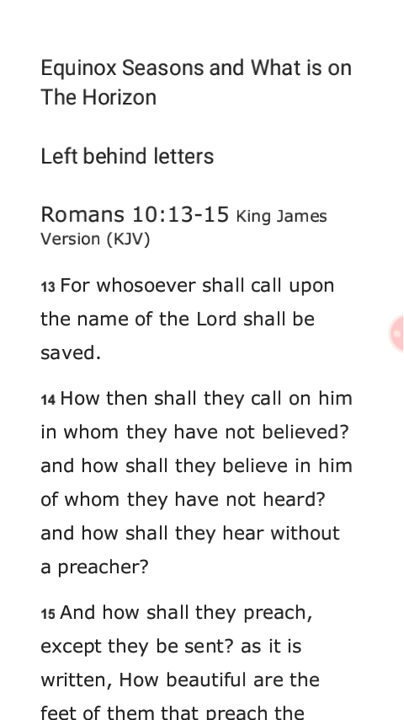 Equinox Seasons and What is on
The Horizon
Left behind letters
Romans 10:13-15 King James
Version (KJV)
13 For whosoever shall call upon
the name of the Lord shall be
saved.
14 How then shall they call on him
in whom they have not believed?
and how shall they believe in him
of whom they have not heard?
and how shall they hear without
a preacher?
15 And how shall they preach,
except they be sent? as it is
written, How beautiful are the
feet of them that preach the